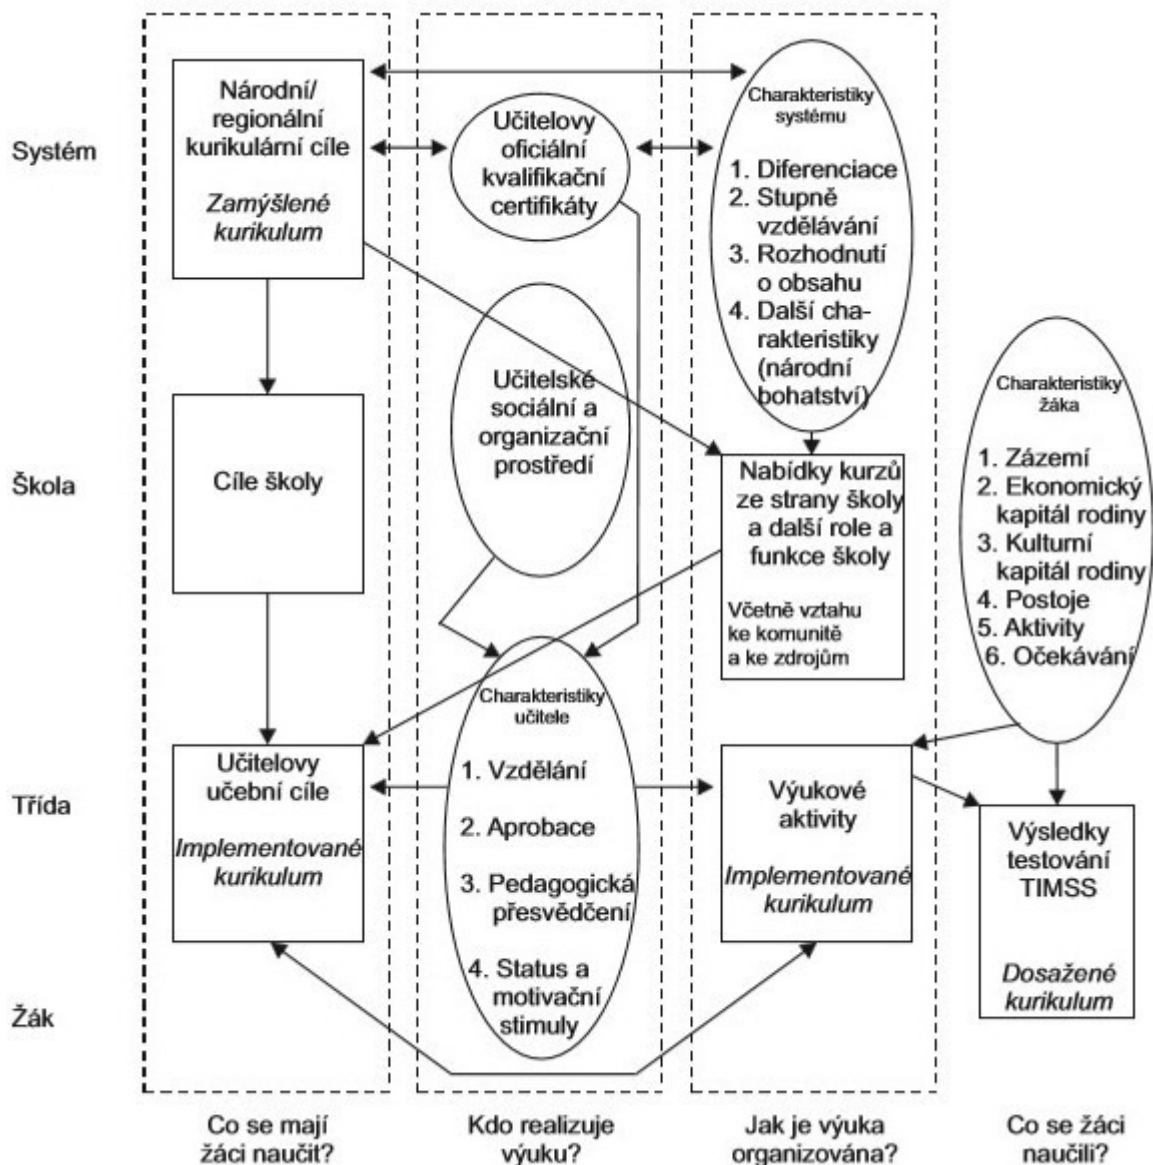 Systém
Škola
Třída
Žák
Národní/
regionální
kurikulární cíle
Zamýšlené
kurikulum
Cíle školy
Učitelovy
učební cíle
Implementované
kurikulum
Co se mají
žáci naučit?
Učitelovy
oficiální
kvalifikační
certifikáty
Učitelské
sociální a
organizační
prostředí
Charakteristiky
učitele
1. Vzdělání
2. Aprobace
3. Pedagogická
přesvědčení
4. Status a
motivační
stimuly
Kdo realizuje
výuku?
Charakteristiky
systému
1. Diferenciace
2. Stupně
vzdělávání
3. Rozhodnutí
o obsahu
4. Další cha-
rakteristiky
(národní
bohatství)
Nabídky kurzů
ze strany školy
a další role a
funkce školy
Včetně vztahu
ke komunitě
a ke zdrojům
Výukové
aktivity
Implementované
kurikulum
Jak je výuka
organizována?
Charakteristiky
žáka
1. Zázemí
2. Ekonomický
kapitál rodiny
3. Kulturní
kapitál rodiny
4. Postoje
5. Aktivity
6. Očekávání
Výsledky
testování
TIMSS
Dosažené
kurikulum
Co se žáci
naučili?